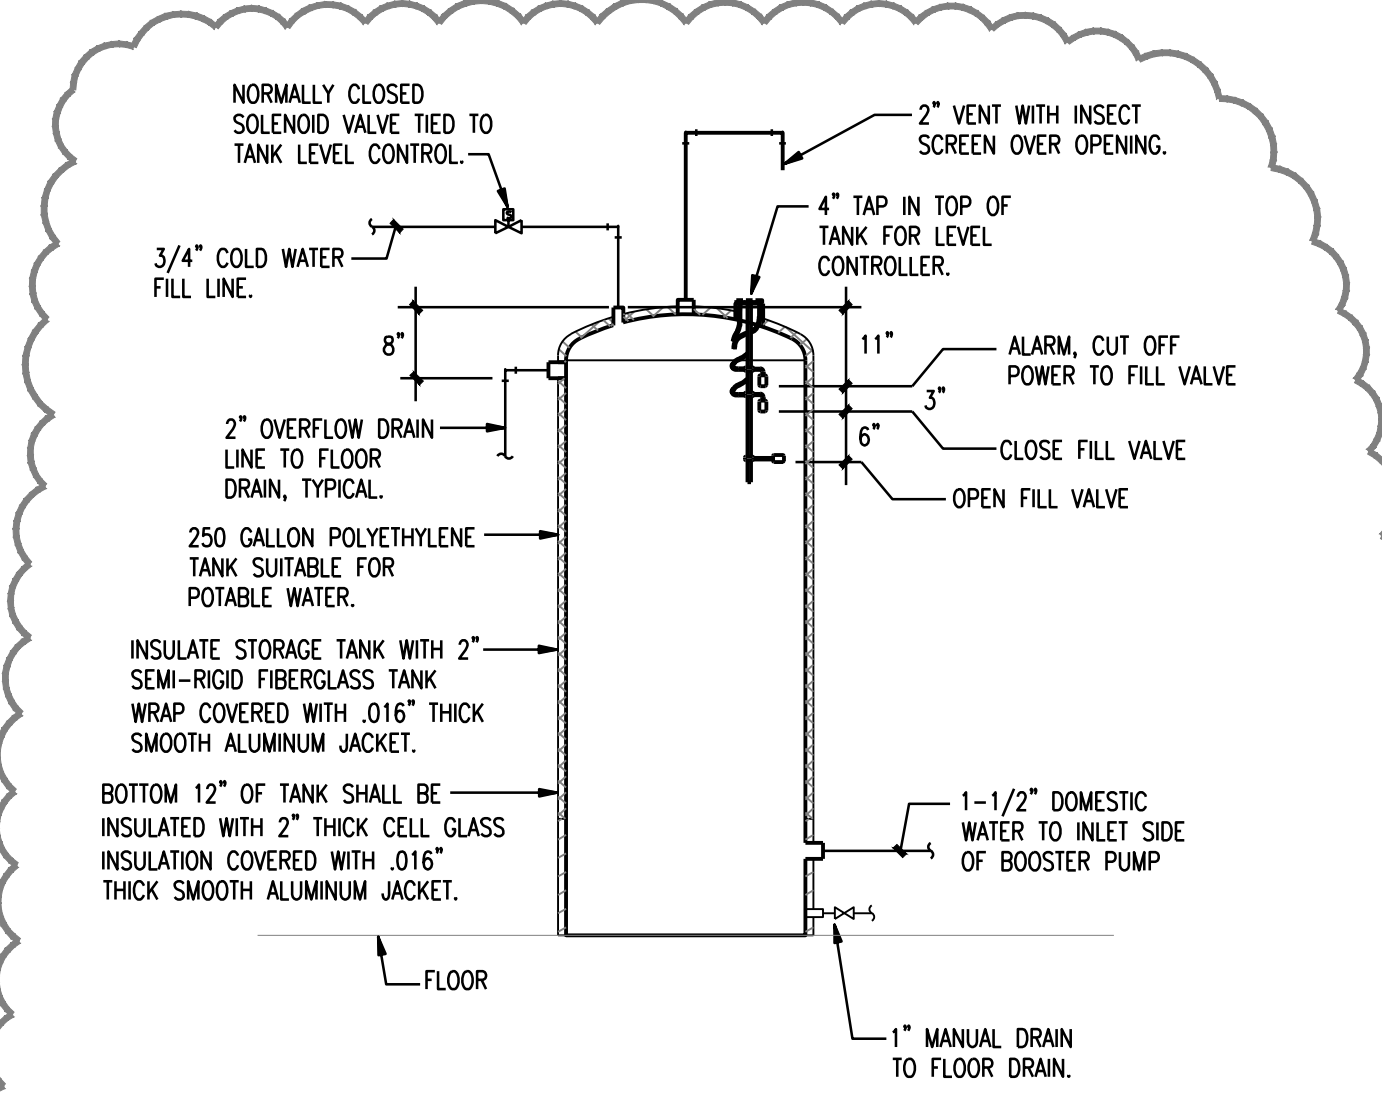 NORMALLY CLOSED
SOLENOID VALVE TIED TO
TANK LEVEL CONTROL.
2" VENT WITH INSECT
SCREEN OVER OPENING.
S
4" TAP IN TOP OF
TANK FOR LEVEL
CONTROLLER.
3/4" COLD WATER
FILL LINE.
8"
11"
ALARM, CUT OFF
POWER TO FILL VALVE
3"
6"
CLOSE FILL VALVE
OPEN FILL VALVE
2" OVERFLOW DRAIN
LINE TO FLOOR
DRAIN, TYPICAL.
250 GALLON POLYETHYLENE
TANK SUITABLE FOR
POTABLE WATER.
INSULATE STORAGE TANK WITH 2"
SEMI-RIGID FIBERGLASS TANK
WRAP COVERED WITH .016" THICK
SMOOTH ALUMINUM JACKET.
BOTTOM 12" OF TANK SHALL BE
INSULATED WITH 2" THICK CELL GLASS
INSULATION COVERED WITH .016"
THICK SMOOTH ALUMINUM JACKET.
1-1/2" DOMESTIC
WATER TO INLET SIDE
OF BOOSTER PUMP
FLOOR
1" MANUAL DRAIN
TO FLOOR DRAIN.